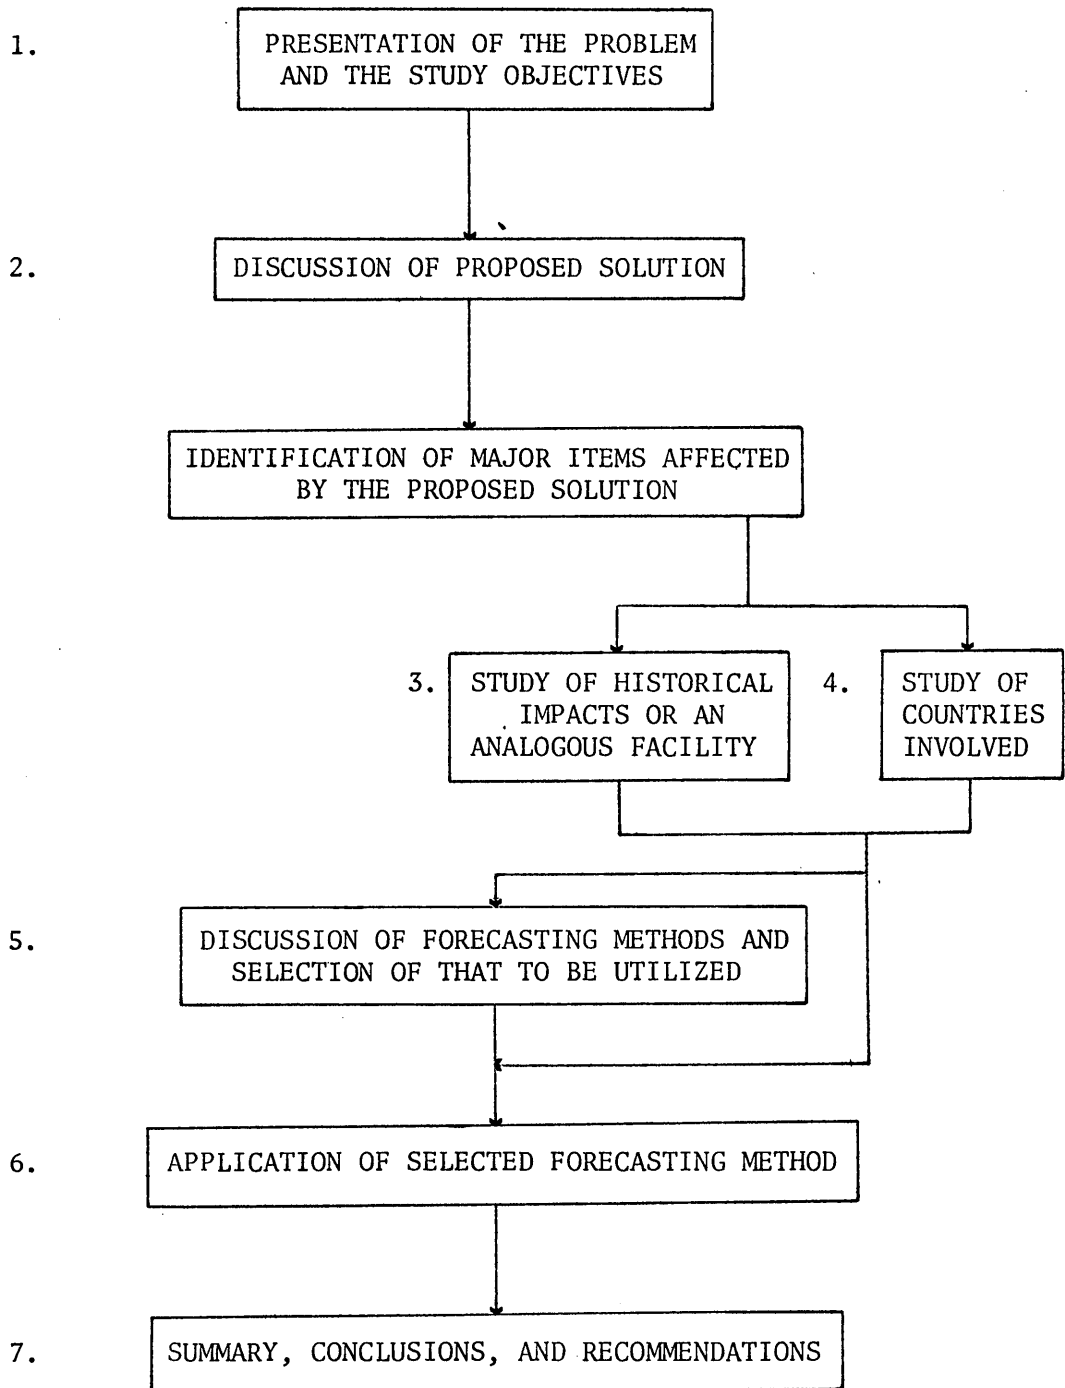 1.
PRESENTATION OF THE PROBLEM
AND THE STUDY OBJECTIVES
2.
DISCUSSION OF PROPOSED SOLUTION
IDENTIFICATION OF MAJOR ITEMS AFFECTED
BY THE PROPOSED SOLUTION
3.
STUDY OF HISTORICAL
IMPACTS OR AN
ANALOGOUS FACILITY
4.
STUDY OF
COUNTRIES
INVOLVED
5.
DISCUSSION OF FORECASTING METHODS AND
SELECTION OF THAT TO BE UTILIZED
6.
APPLICATION OF SELECTED FORECASTING METHOD
7.
SUMMARY, CONCLUSIONS, AND RECOMMENDATIONS